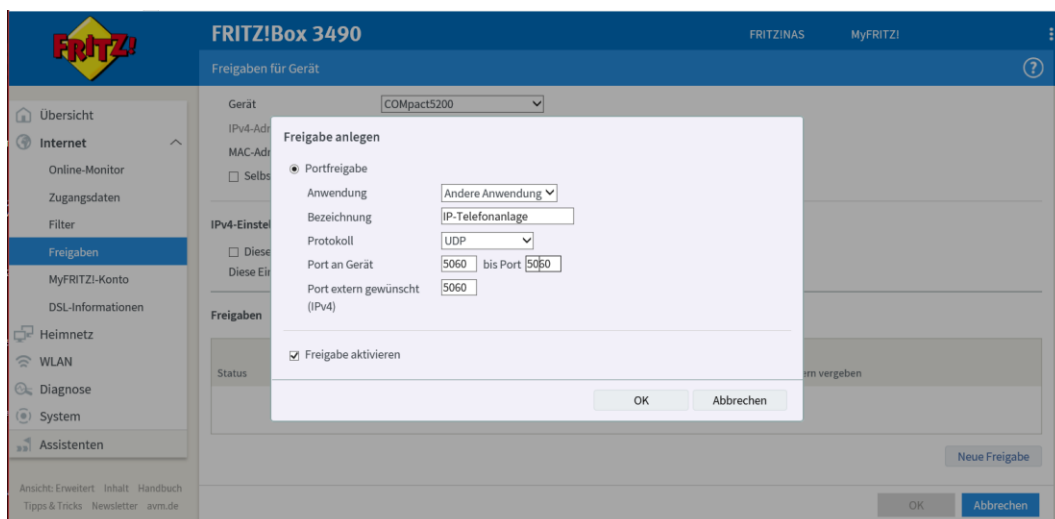 FRITZ!
FRITZ!Box 3490
FRITZ!NAS
MyFRITZ!
Freigaben für Gerät
?
Übersicht
Internet
Online-Monitor
Zugangsdaten
Filter
Freigaben
MyFRITZ!-Konto
DSL-Informationen
Heimnetz
WLAN
Diagnose
System
Assistenten
Ansicht: Erweitert Inhalt Handbuch
Tipps & Tricks Newsletter avm.de
Gerät COMpact5200
IPv4-Adr
MAC-Adr
Selbs
IPv4-Einstel
Diese
Diese Ein
Freigaben
Status
ern vergeben
Freigabe anlegen
Portfreigabe
Anwendung Andere Anwendung
Bezeichnung IP-Telefonanlage
Protokoll UDP
Port an Gerät 5060 bis Port 5060
Port extern gewünscht 5060
(IPv4)
Freigabe aktivieren
OK Abbrechen
Neue Freigabe
OK Abbrechen